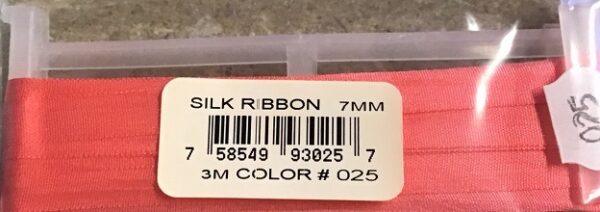 SILK RIBBON 7MM
7 58549 93025 7
3M COLOR # 025
025